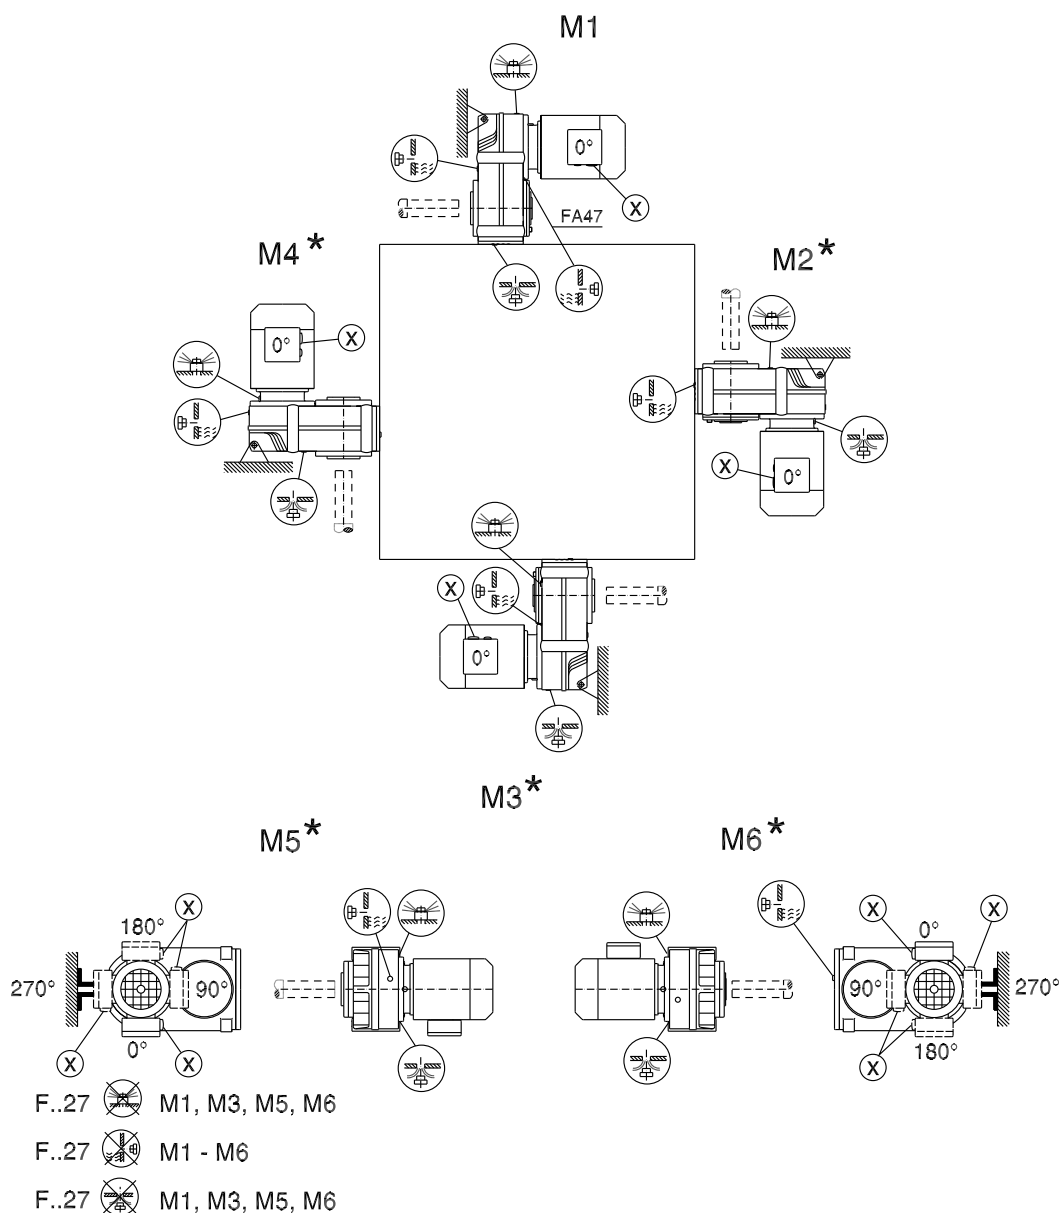 M1
0°
X
FA47
M4*
M2*
0°
X
X
0°
X
0°
M3*
M5*
M6*
180°
X
270°
90°
0°
X
X
X
0°
X
90°
270°
180°
X
F..27 M1, M3, M5, M6
F..27 M1 - M6
F..27 M1, M3, M5, M6